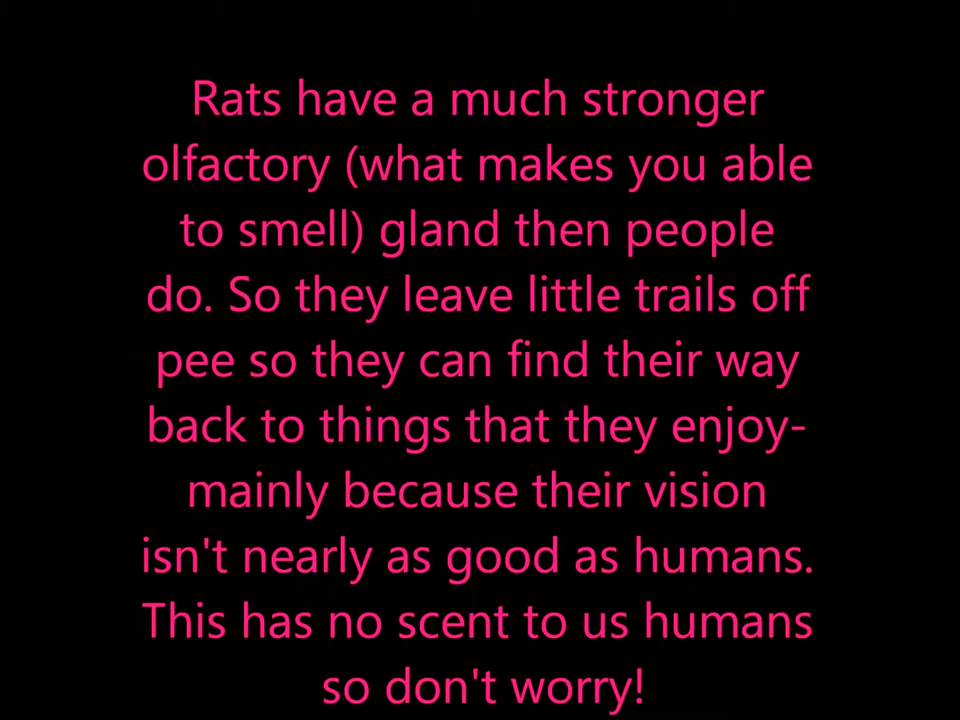 Rats have a much stronger
olfactory (what makes you able
to smell) gland then people
do. So they leave little trails off
pee so they can find their way
back to things that they enjoy-
mainly because their vision
isn't nearly as good as humans.
This has no scent to us humans
so don't worry!